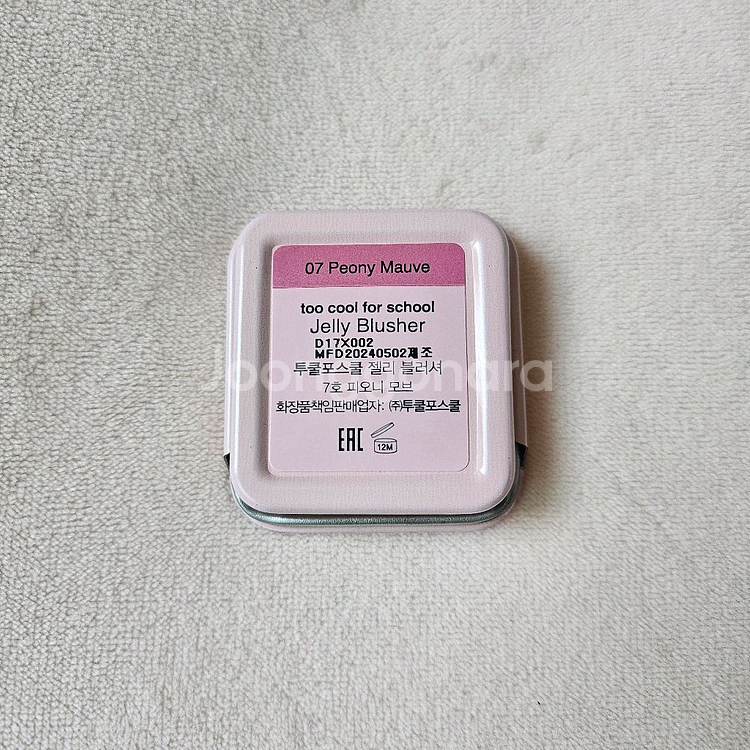 07 Peony Mauve
too cool for school
Jelly Blusher
D17X002
MFD20240502제조
투쿨포스쿨 젤리 블러셔
7호 피오니 모브
화장품책임판매업자: ㈜투쿨포스쿨
EAC 12M
Joonggonara